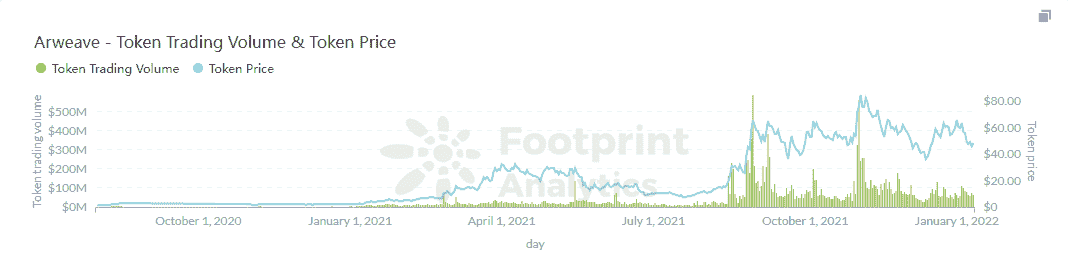 Arweave - Token Trading Volume & Token Price
Token Trading Volume Token Price
Token trading volume
$500M
$400M
$300M
$200M
$100M
$0M
Footprint
Analytics
$80.00
$60.00
$40.00
$20.00
$0
Token price
October 1, 2020 January 1, 2021 April 1, 2021 July 1, 2021 October 1, 2021 January 1, 2022
day